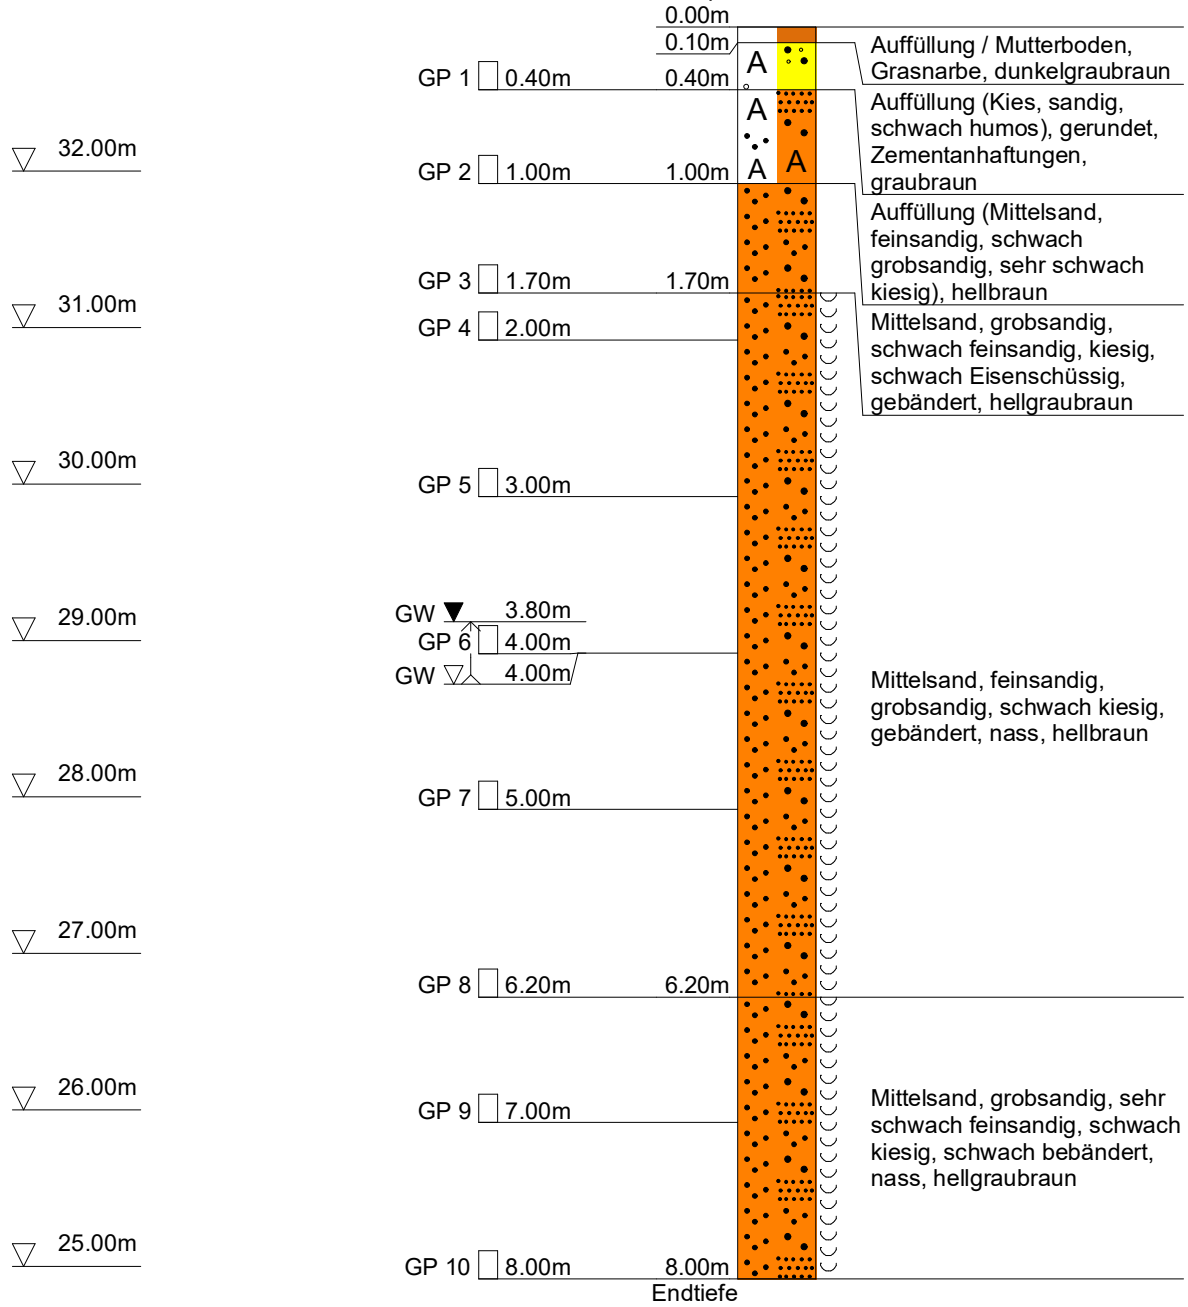 0.00m
0.10m
Auffüllung / Mutterboden,
Grasnarbe, dunkelgraubraun
A
GP 1 0.40m 0.40m
Auffüllung (Kies, sandig,
schwach humos), gerundet,
Zementanhaftungen,
graubraun
A
32.00m
GP 2 1.00m 1.00m
A A
Auffüllung (Mittelsand,
feinsandig, schwach
grobsandig, sehr schwach
kiesig), hellbraun
GP 3 1.70m 1.70m
31.00m
GP 4 2.00m
Mittelsand, grobsandig,
schwach feinsandig, kiesig,
schwach Eisenschüssig,
gebändert, hellgraubraun
30.00m
GP 5 3.00m
29.00m
GW 3.80m
GP 6 4.00m
GW 4.00m
Mittelsand, feinsandig,
grobsandig, schwach kiesig,
gebändert, nass, hellbraun
28.00m
GP 7 5.00m
27.00m
GP 8 6.20m 6.20m
26.00m
GP 9 7.00m
Mittelsand, grobsandig, sehr
schwach feinsandig, schwach
kiesig, schwach bebändert,
nass, hellgraubraun
25.00m
GP 10 8.00m 8.00m
Endtiefe